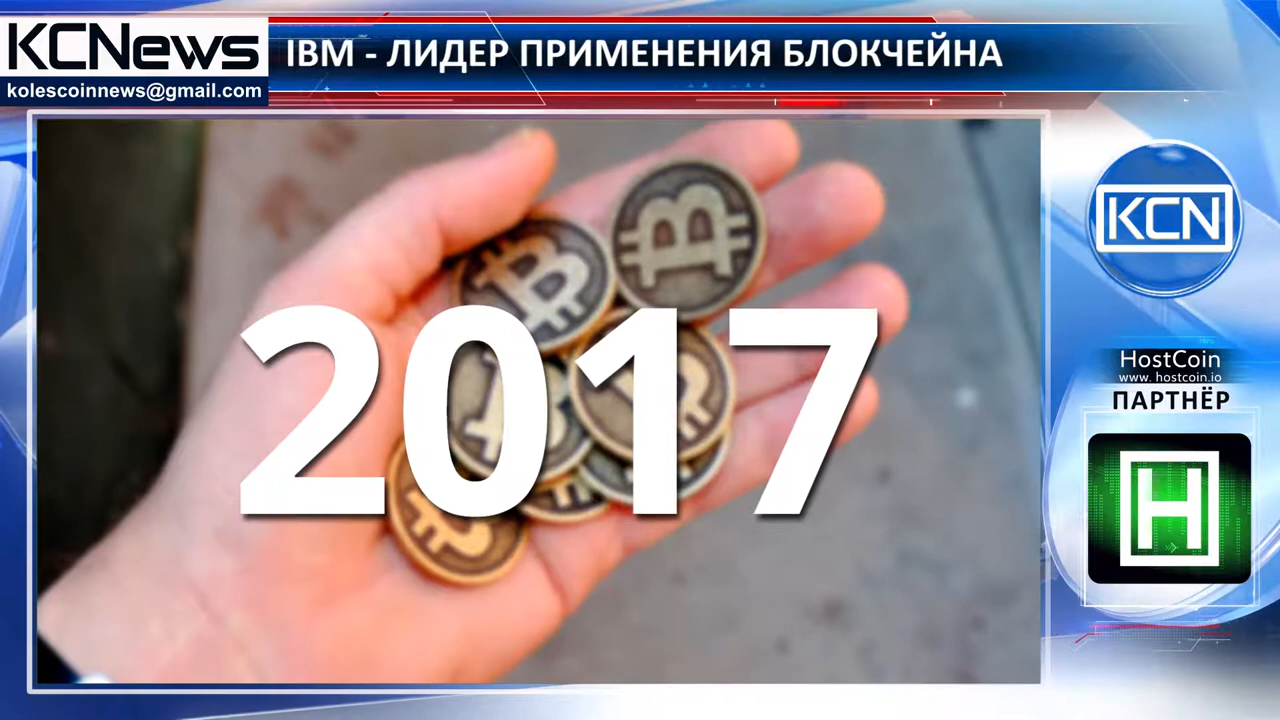 KCNews
kolescoinnews@gmail.com
IBM - ЛИДЕР ПРИМЕНЕНИЯ БЛОКЧЕЙНА
2017
KCN
HostCoin
www. hostcoin.io
ПАРТНЁР
H